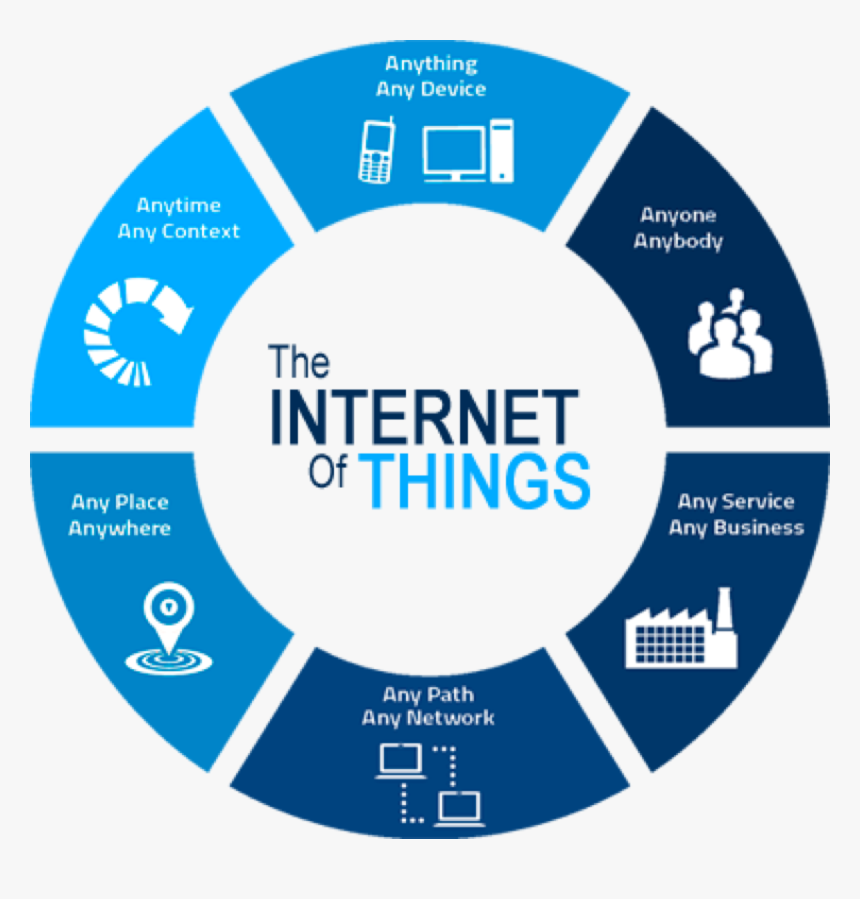 Anything
Any Device
Anyone
Anybody
Any Service
Any Business
Any Path
Any Network
Any Place
Anywhere
Anytime
Any Context
The
INTERNET
Of THINGS